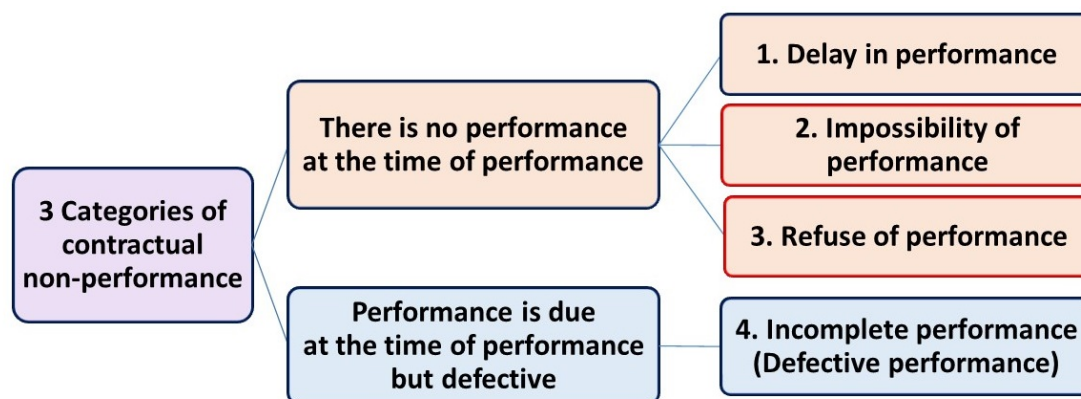 3 Categories of
contractual
non-performance
There is no performance
at the time of performance
1. Delay in performance
2. Impossibility of
performance
3. Refuse of performance
Performance is due
at the time of performance
but defective
4. Incomplete performance
(Defective performance)